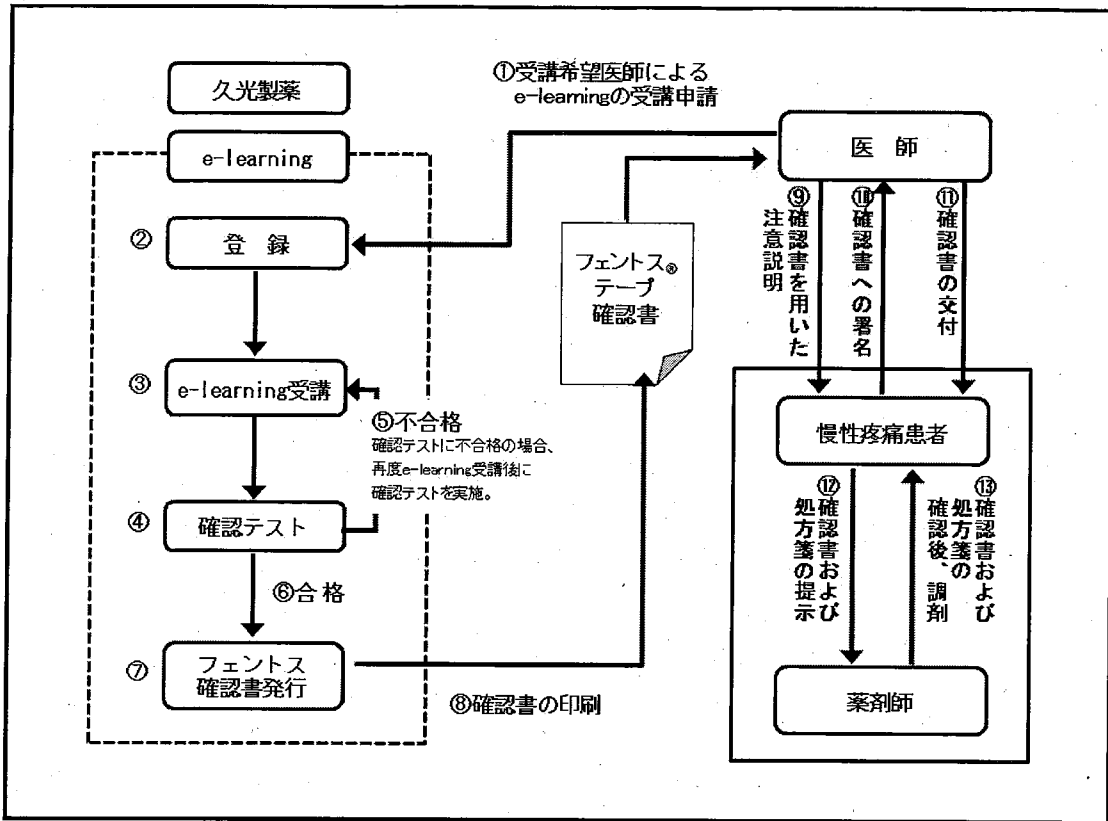 久光製薬
e-learning
①受講希望医師による
e-learningの受講申請
医 師
② 登 録
フェントス®
テープ
確認書
⑨確認書を用いた
注意説明
⑩確認書への署名
⑪確認書の交付
③ e-learning受講
⑤不合格
確認テストに不合格の場合、
再度e-learning受講後に
確認テストを実施。
④ 確認テスト
⑥合格
⑦ フェントス
確認書発行
⑧確認書の印刷
慢性疼痛患者
⑫確認書および
処方箋の提示
⑬確認書および
処方箋の
確認後、調剤
薬剤師